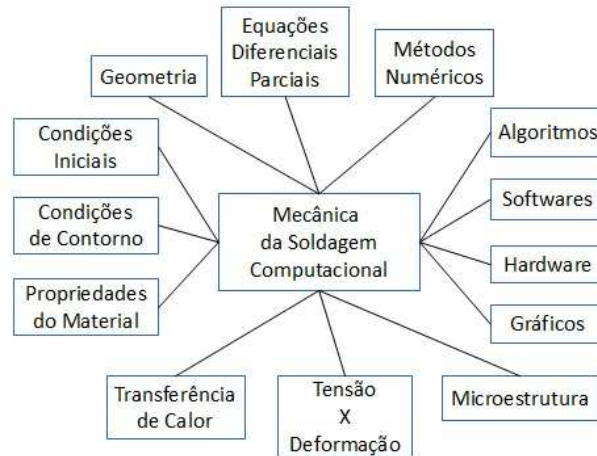 Equações
Diferenciais
Parciais
Métodos
Numéricos
Geometria
Condições
Iniciais
Algoritmos
Condições
de Contorno
Mecânica
da Soldagem
Computacional
Softwares
Propriedades
do Material
Hardware
Gráficos
Transferência
de Calor
Tensão
X
Deformação
Microestrutura